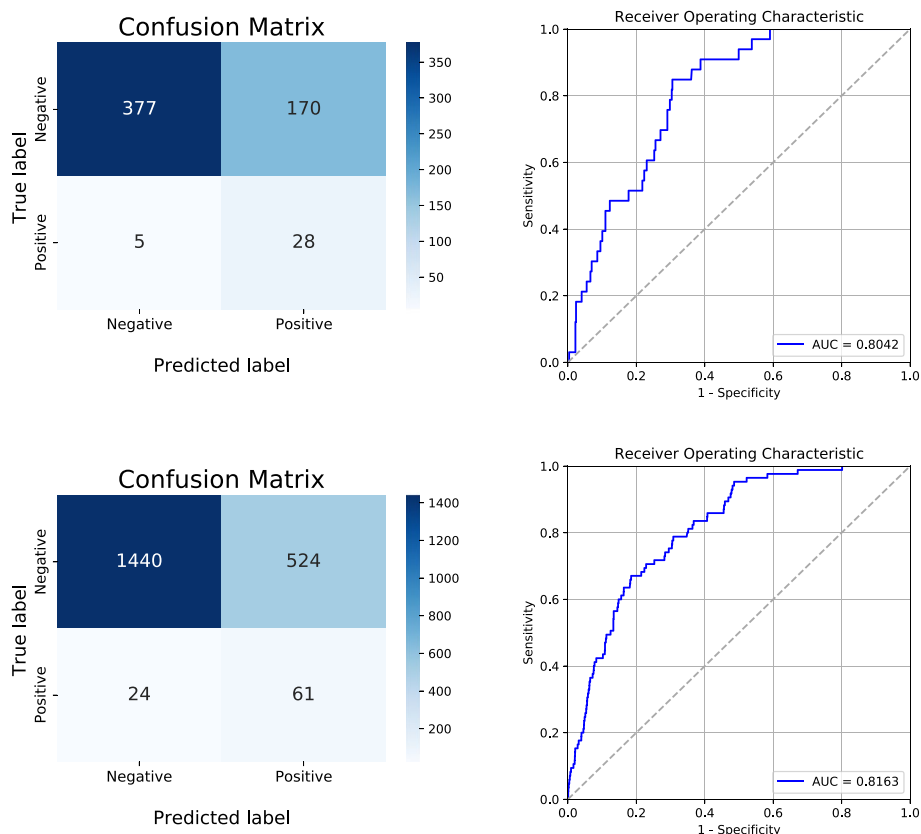 Confusion Matrix
True label
Negative
Positive
377
170
5
28
Negative
Positive
Predicted label
350
300
250
200
150
100
50
Receiver Operating Characteristic
Sensitivity
1.0
0.8
0.6
0.4
0.2
0.0
AUC = 0.8042
0.0
0.2
0.4
0.6
0.8
1.0
1 - Specificity
Confusion Matrix
True label
Negative
Positive
1440
524
24
61
Negative
Positive
Predicted label
1400
1200
1000
800
600
400
200
Receiver Operating Characteristic
Sensitivity
1.0
0.8
0.6
0.4
0.2
0.0
AUC = 0.8163
0.0
0.2
0.4
0.6
0.8
1.0
1 - Specificity